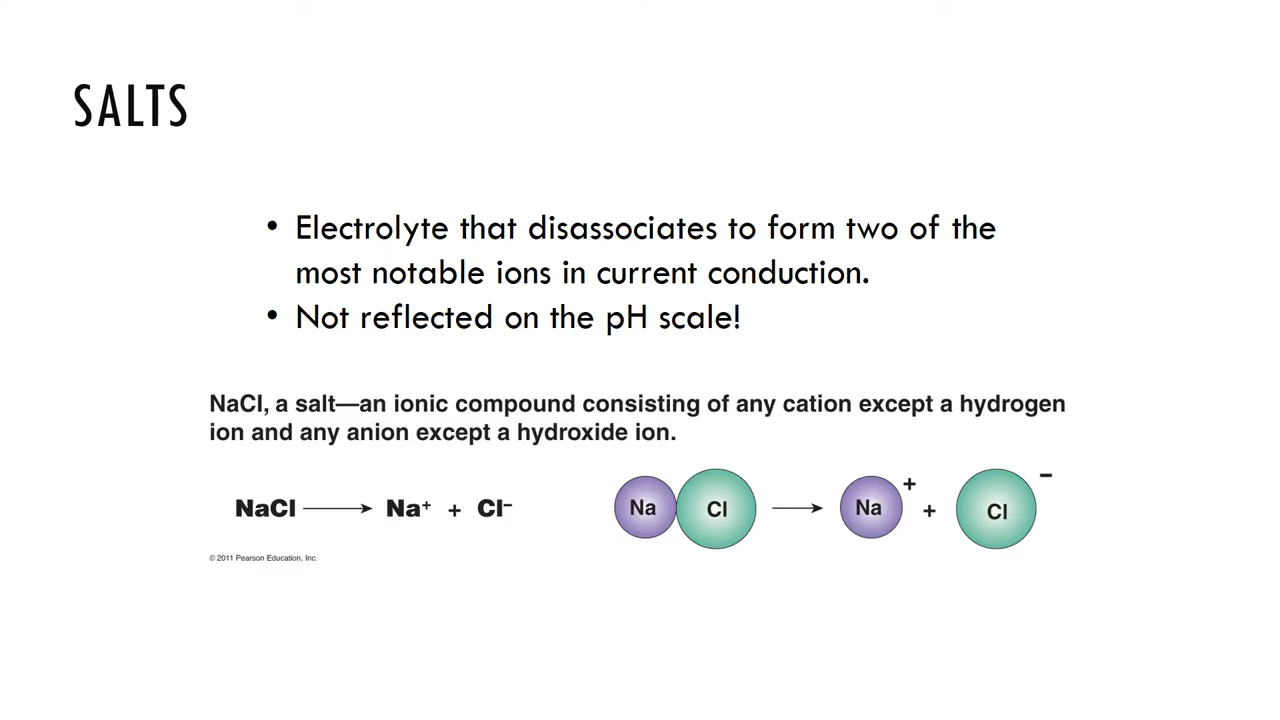 SALTS
• Electrolyte that disassociates to form two of the
most notable ions in current conduction.
• Not reflected on the pH scale!
NaCl, a salt—an ionic compound consisting of any cation except a hydrogen
ion and any anion except a hydroxide ion.
NaCl → Na⁺ + Cl⁻
Na Cl → Na + + Cl −
© 2011 Pearson Education, Inc.